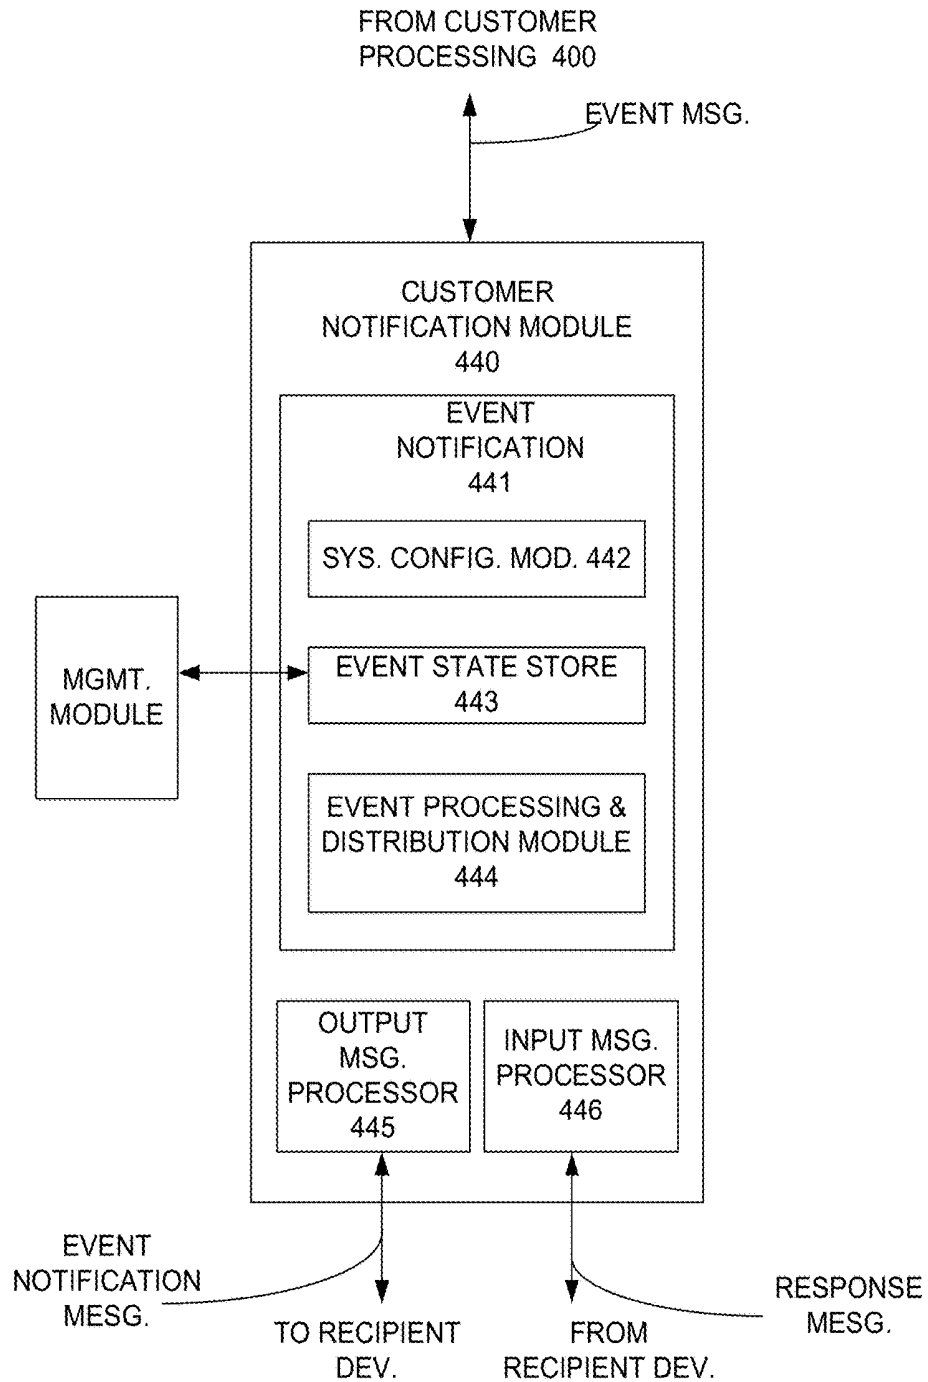 FROM CUSTOMER
PROCESSING 400
EVENT MSG.
CUSTOMER
NOTIFICATION MODULE
440
EVENT
NOTIFICATION
441
SYS. CONFIG. MOD. 442
MGMT.
MODULE
EVENT STATE STORE
443
EVENT PROCESSING &
DISTRIBUTION MODULE
444
OUTPUT
MSG.
PROCESSOR
445
INPUT MSG.
PROCESSOR
446
EVENT
NOTIFICATION
MESG.
TO RECIPIENT
DEV.
FROM
RECIPIENT DEV.
RESPONSE
MESG.